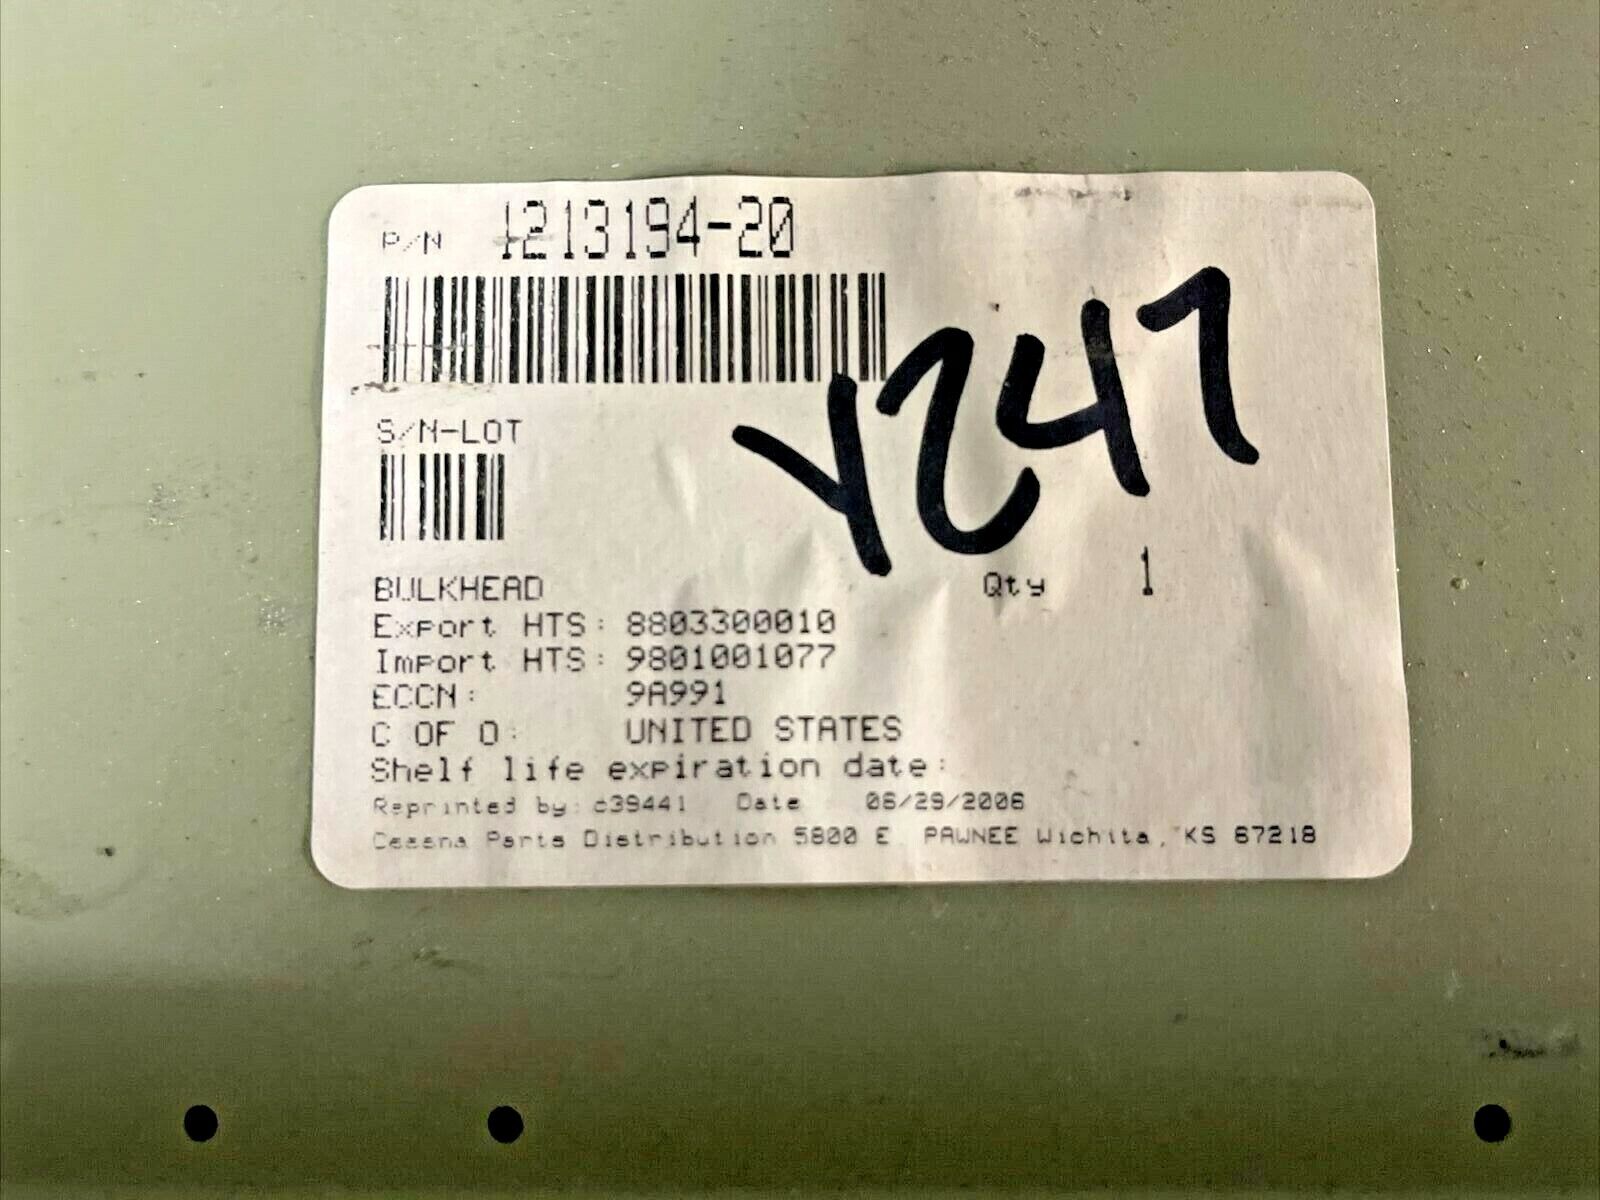 P/N 1213194-20
Y247
S/N-LOT
BULKHEAD Qty 1
Export HTS: 8803300010
Import HTS: 9801001077
ECCN: 9A991
C OF O: UNITED STATES
Shelf life expiration date:
Reprinted by: c39441 Date 06/29/2006
Cessna Parts Distribution 5800 E. PAWNEE Wichita, KS 67218